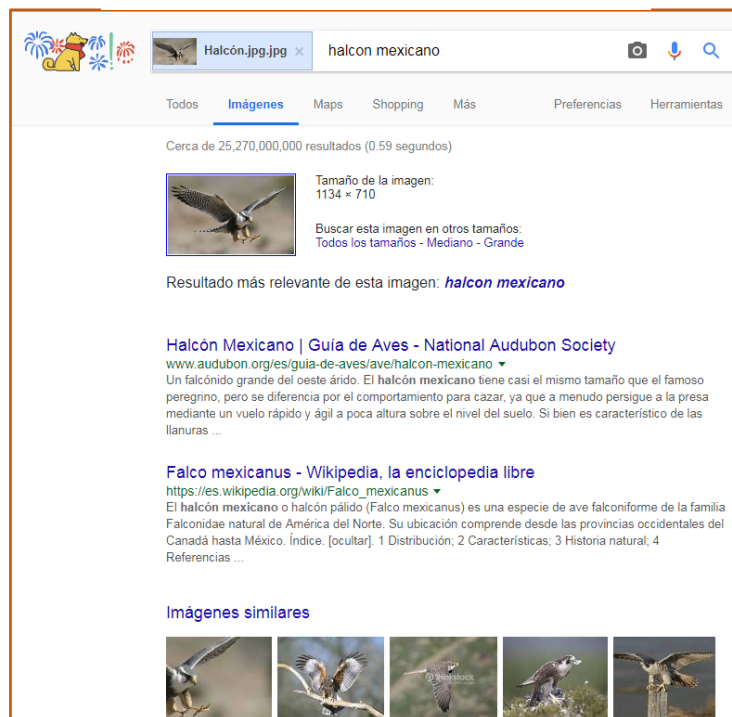 Halcón.jpg.jpg × halcon mexicano
Todos Imágenes Maps Shopping Más Preferencias Herramientas
Cerca de 25,270,000,000 resultados (0.59 segundos)
Tamaño de la imagen:
1134 × 710
Buscar esta imagen en otros tamaños:
Todos los tamaños - Mediano - Grande
Resultado más relevante de esta imagen: halcon mexicano
Halcón Mexicano | Guía de Aves - National Audubon Society
www.audubon.org/es/guia-de-aves/ave/halcon-mexicano
Un falcónido grande del oeste árido. El halcón mexicano tiene casi el mismo tamaño que el famoso
peregrino, pero se diferencia por el comportamiento para cazar, ya que a menudo persigue a la presa
mediante un vuelo rápido y ágil a poca altura sobre el nivel del suelo. Si bien es característico de las
llanuras ...
Falco mexicanus - Wikipedia, la enciclopedia libre
https://es.wikipedia.org/wiki/Falco_mexicanus
El halcón mexicano o halcón pálido (Falco mexicanus) es una especie de ave falconiforme de la familia
Falconidae natural de América del Norte. Su ubicación comprende desde las provincias occidentales del
Canadá hasta México. Índice. [ocultar]. 1 Distribución; 2 Características; 3 Historia natural; 4
Referencias ...
Imágenes similares
thinkstock